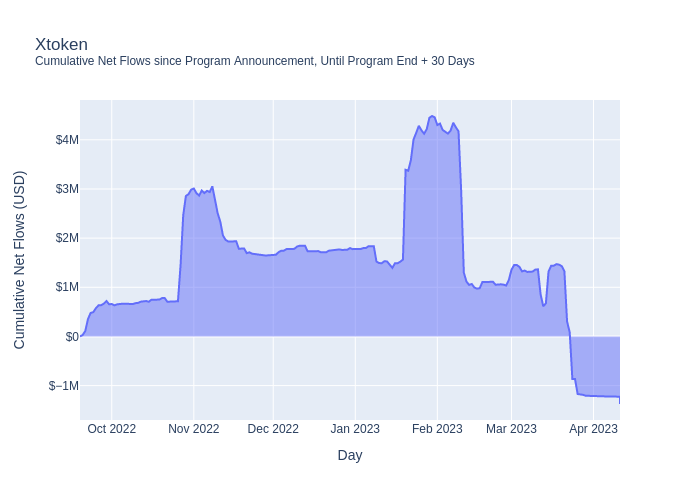 Xtoken
Cumulative Net Flows since Program Announcement, Until Program End + 30 Days
Cumulative Net Flows (USD)
$4M
$3M
$2M
$1M
$0
$−1M
Oct 2022
Nov 2022
Dec 2022
Jan 2023
Feb 2023
Mar 2023
Apr 2023
Day